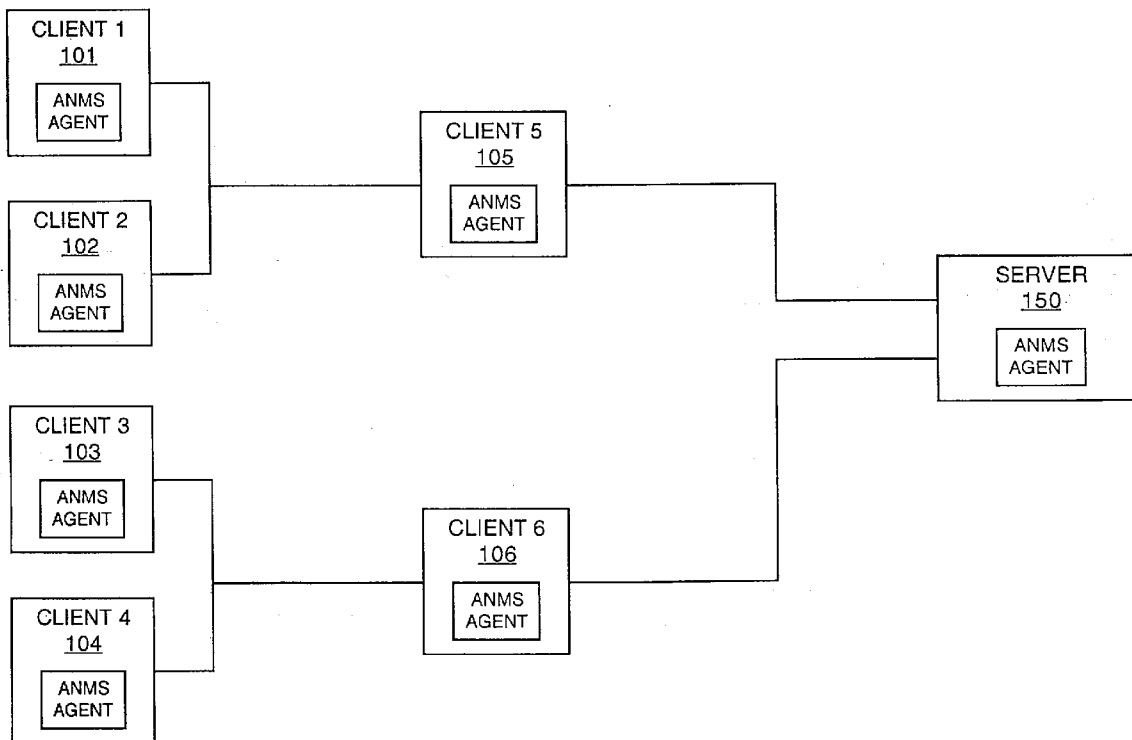 CLIENT 1
101
ANMS
AGENT
CLIENT 2
102
ANMS
AGENT
CLIENT 3
103
ANMS
AGENT
CLIENT 4
104
ANMS
AGENT
CLIENT 5
105
ANMS
AGENT
CLIENT 6
106
ANMS
AGENT
SERVER
150
ANMS
AGENT